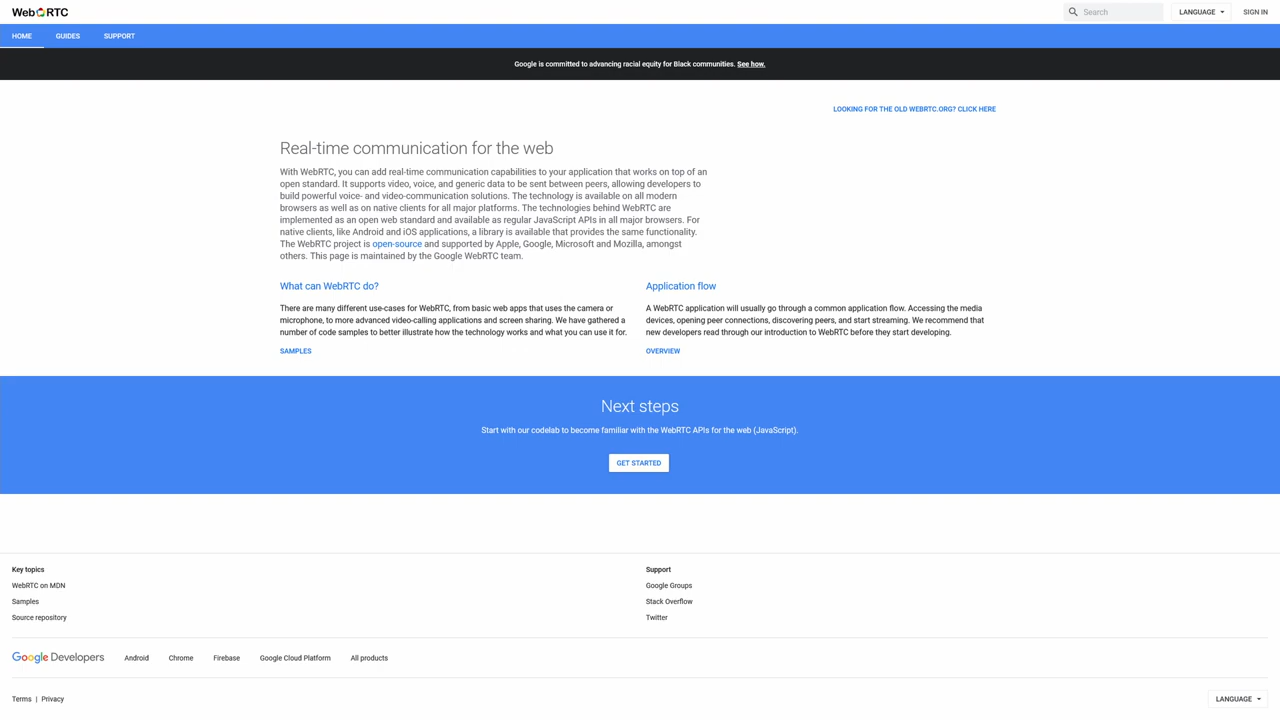 WebRTC
Search
LANGUAGE
SIGN IN
HOME
GUIDES
SUPPORT
Google is committed to advancing racial equity for Black communities. See how.
LOOKING FOR THE OLD WEBRTC.ORG? CLICK HERE
Real-time communication for the web
With WebRTC, you can add real-time communication capabilities to your application that works on top of an
open standard. It supports video, voice, and generic data to be sent between peers, allowing developers to
build powerful voice- and video-communication solutions. The technology is available on all modern
browsers as well as on native clients for all major platforms. The technologies behind WebRTC are
implemented as an open web standard and available as regular JavaScript APIs in all major browsers. For
native clients, like Android and iOS applications, a library is available that provides the same functionality.
The WebRTC project is open-source and supported by Apple, Google, Microsoft and Mozilla, amongst
others. This page is maintained by the Google WebRTC team.
What can WebRTC do?
There are many different use-cases for WebRTC, from basic web apps that uses the camera or
microphone, to more advanced video-calling applications and screen sharing. We have gathered a
number of code samples to better illustrate how the technology works and what you can use it for.
SAMPLES
Application flow
A WebRTC application will usually go through a common application flow. Accessing the media
devices, opening peer connections, discovering peers, and start streaming. We recommend that
new developers read through our introduction to WebRTC before they start developing.
OVERVIEW
Next steps
Start with our codelab to become familiar with the WebRTC APIs for the web (JavaScript).
GET STARTED
Key topics
WebRTC on MDN
Samples
Source repository
Support
Google Groups
Stack Overflow
Twitter
Google Developers
Android
Chrome
Firebase
Google Cloud Platform
All products
Terms | Privacy
LANGUAGE